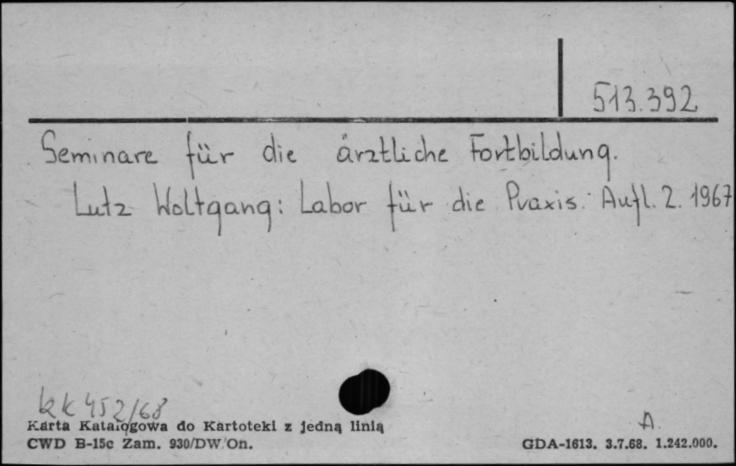 513.392
Seminare für die ärztliche Fortbildung.
Lutz Woltgang: Labor für die Praxis. Aufl. 2. 1967
kk 452/68
A.
Karta Katalogowa do Kartoteki z jedną linią
CWD B-15c Zam. 930/DW/On.
GDA-1613. 3.7.68. 1.242.000.